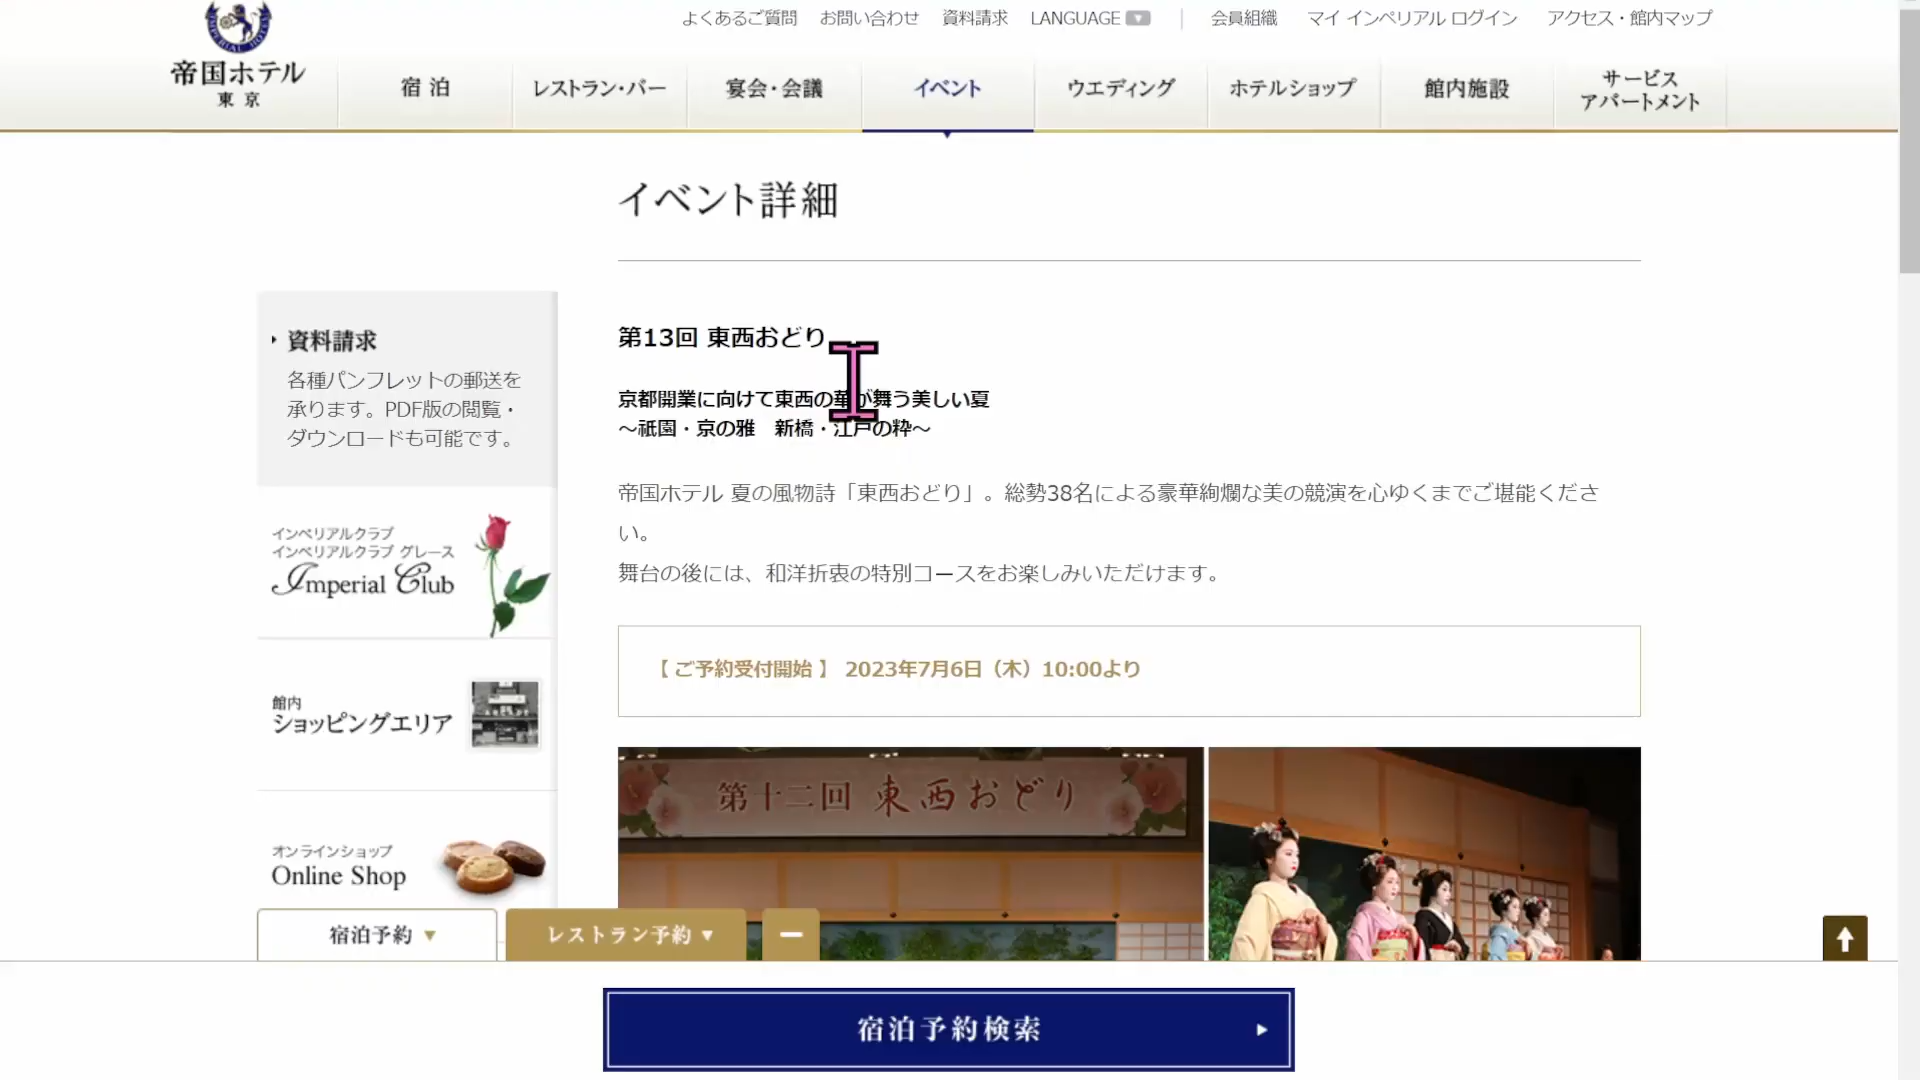 よくあるご質問 お問い合わせ 資料請求 LANGUAGE 会員組織 マイ インペリアル ログイン アクセス・館内マップ
IMPERIAL HOTEL
帝国ホテル
東京
宿泊 レストラン・バー 宴会・会議 イベント ウエディング ホテルショップ 館内施設 サービス アパートメント
イベント詳細
資料請求
各種パンフレットの郵送を
承ります。PDF版の閲覧・
ダウンロードも可能です。
インペリアルクラブ
インペリアルクラブ グレース
Imperial Club
館内
ショッピングエリア
オンラインショップ
Online Shop
第13回 東西おどり
京都開業に向けて東西の華が舞う美しい夏
～祇園・京の雅　新橋・江戸の粋～
帝国ホテル 夏の風物詩「東西おどり」。総勢38名による豪華絢爛な美の競演を心ゆくまでご堪能くださ
い。
舞台の後には、和洋折衷の特別コースをお楽しみいただけます。
【 ご予約受付開始 】 2023年7月6日（木）10:00より
第十二回 東西おどり
宿泊予約 ▼
レストラン予約 ▼
宿泊予約検索